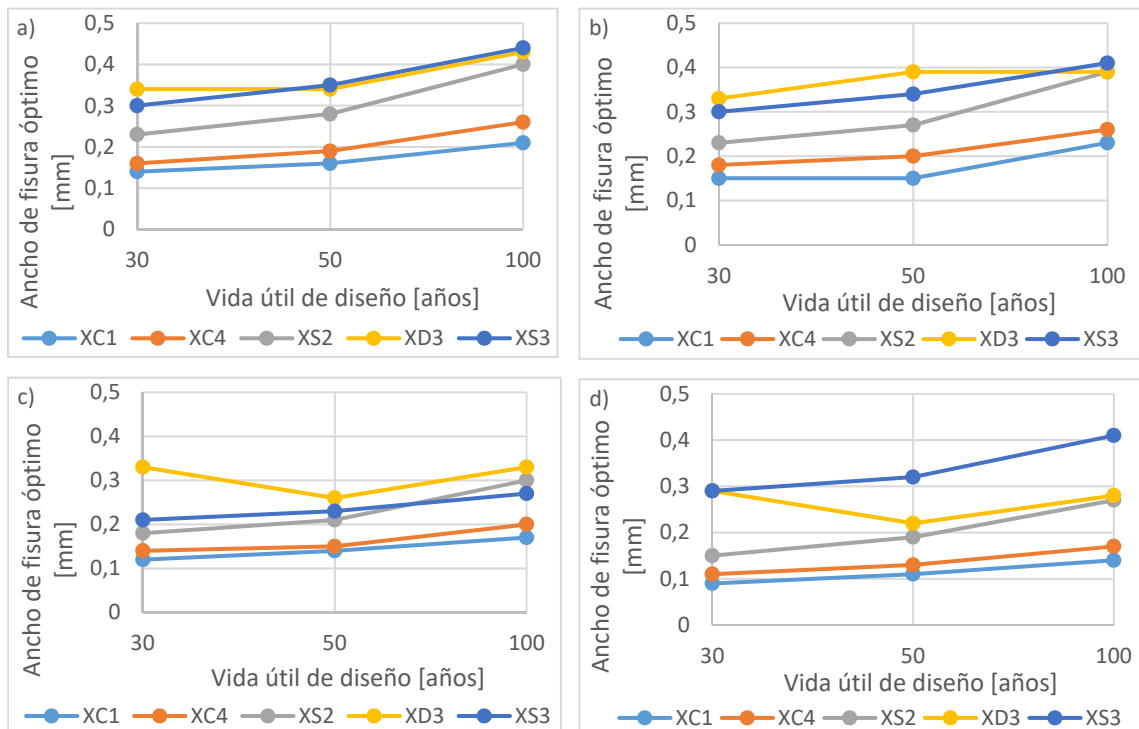 a)
Ancho de fisura óptimo
[mm]
0,5
0,4
0,3
0,2
0,1
0
30 50 100
Vida útil de diseño [años]
XC1 XC4 XS2 XD3 XS3
b)
Ancho de fisura óptimo
[mm]
0,5
0,4
0,3
0,2
0,1
0
30 50 100
Vida útil de diseño [años]
XC1 XC4 XS2 XD3 XS3
c)
Ancho de fisura óptimo
[mm]
0,5
0,4
0,3
0,2
0,1
0
30 50 100
Vida útil de diseño [años]
XC1 XC4 XS2 XD3 XS3
d)
Ancho de fisura óptimo
[mm]
0,5
0,4
0,3
0,2
0,1
0
30 50 100
Vida útil de diseño [años]
XC1 XC4 XS2 XD3 XS3